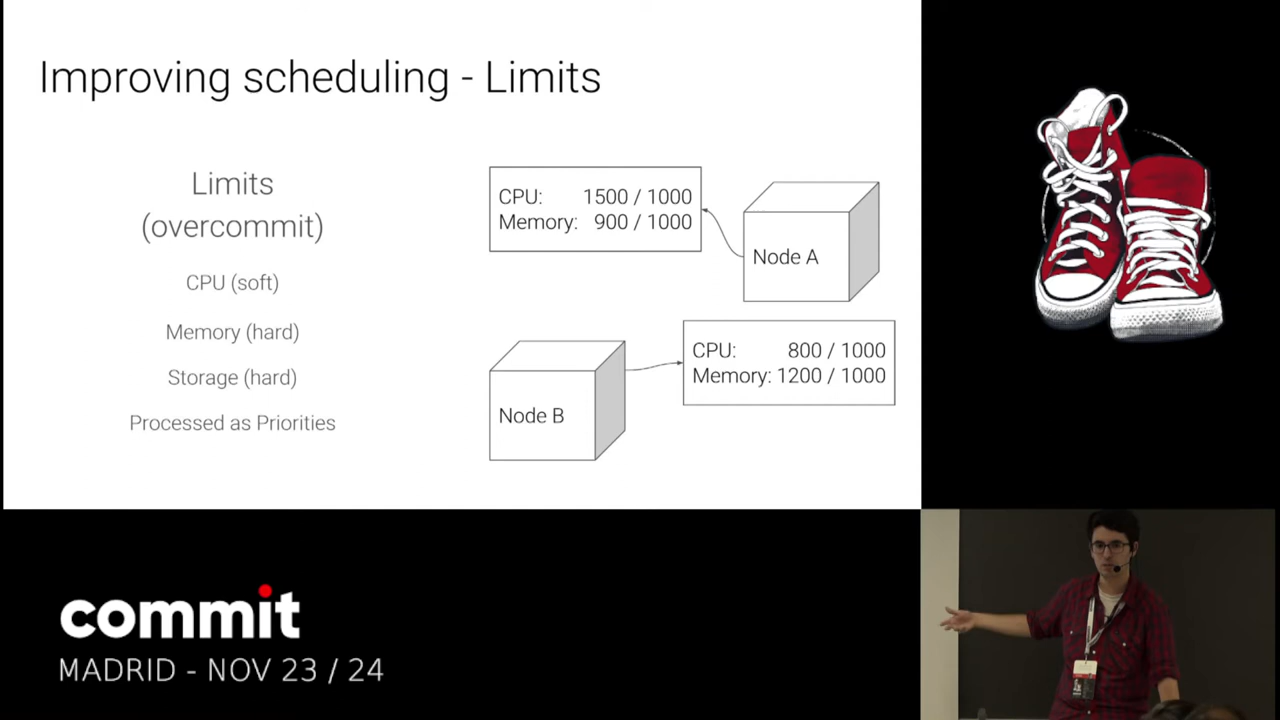 Improving scheduling - Limits
Limits
(overcommit)
CPU (soft)
Memory (hard)
Storage (hard)
Processed as Priorities
CPU: 1500 / 1000
Memory: 900 / 1000
Node A
CPU: 800 / 1000
Memory: 1200 / 1000
Node B
commit
MADRID - NOV 23 / 24